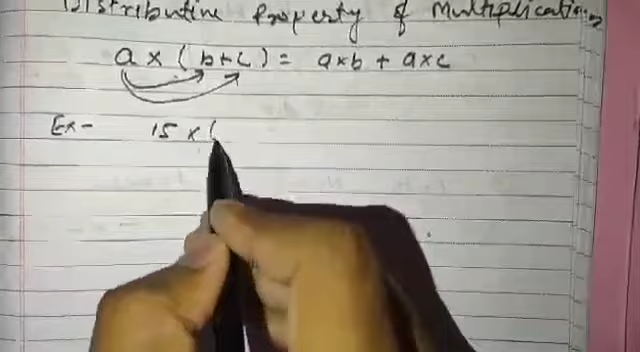 Distributive Property of Multiplication
a × (b+c) = a×b + a×c
Ex- 15 × (